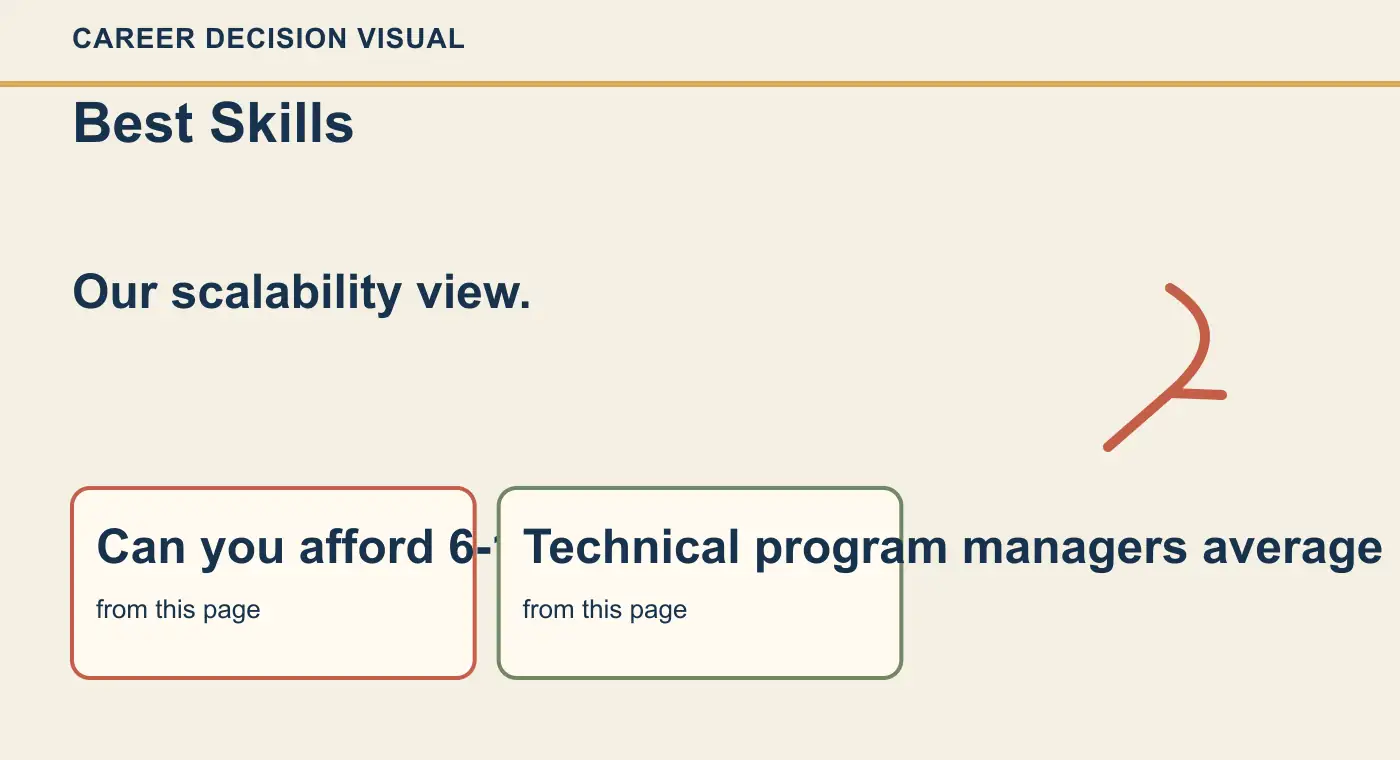 CAREER DECISION VISUAL
Best Skills
Our scalability view.
Can you afford 6-
Technical program managers average
from this page
from this page